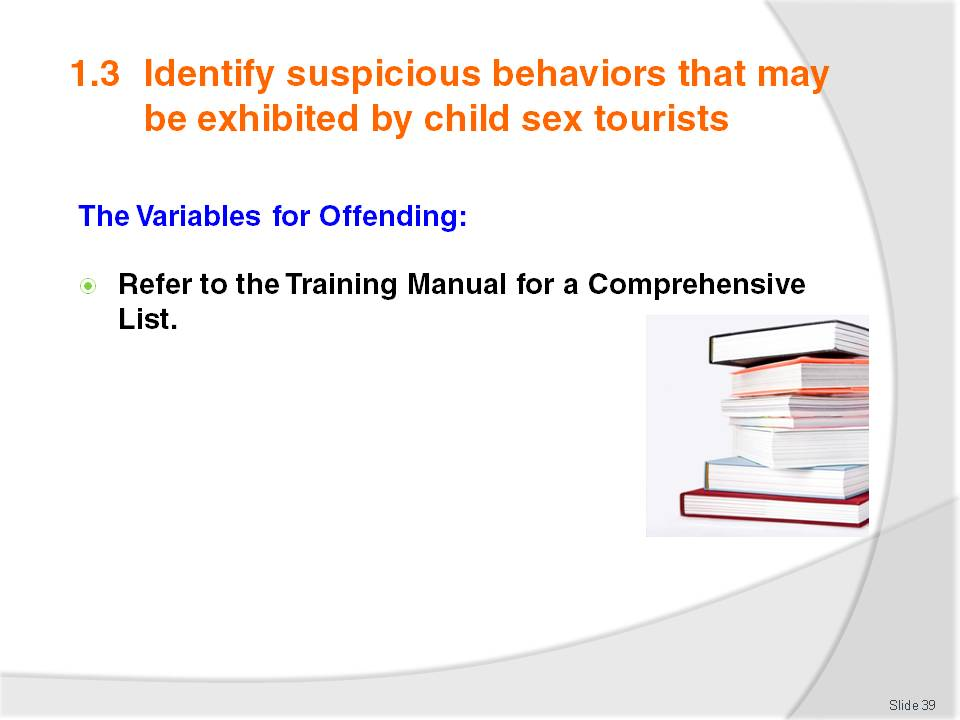 1.3 Identify suspicious behaviors that may
be exhibited by child sex tourists
The Variables for Offending:
Refer to the Training Manual for a Comprehensive
List.
Slide 39